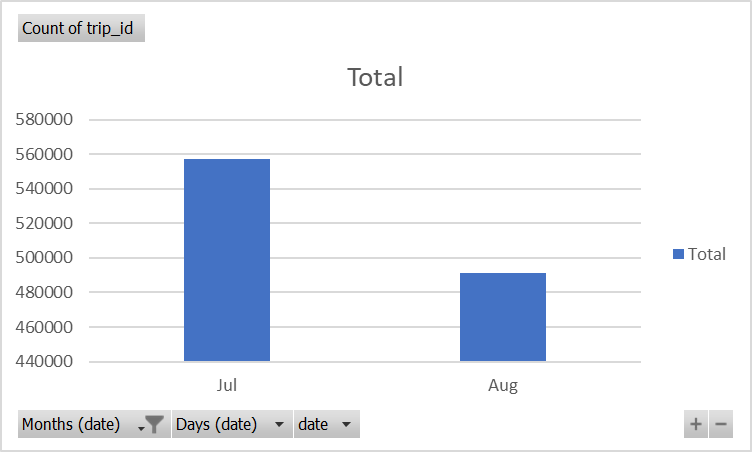 Count of trip_id
Total
580000
560000
540000
520000
500000
480000
460000
440000
Jul Aug
Total
Months (date) Days (date) date + −